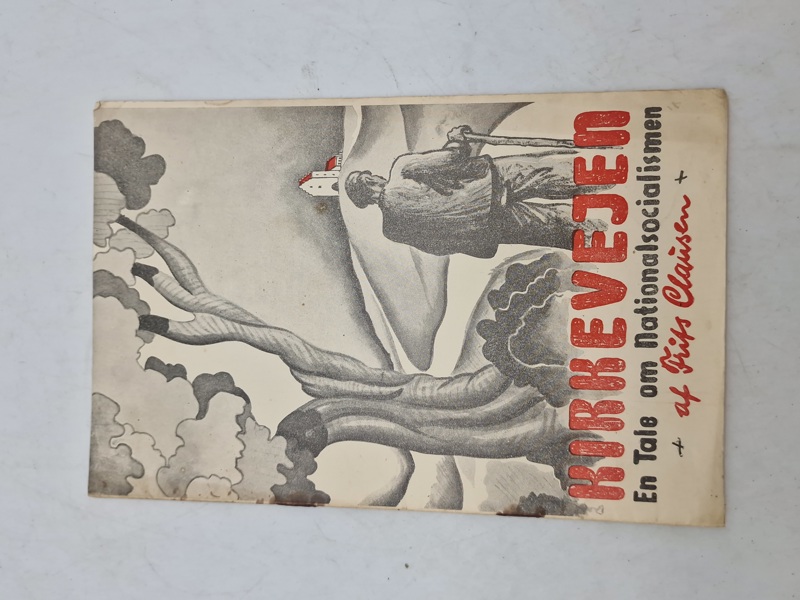 KIRKEVEJEN
En Tale om Nationalsocialismen
+ af Frits Clausen +